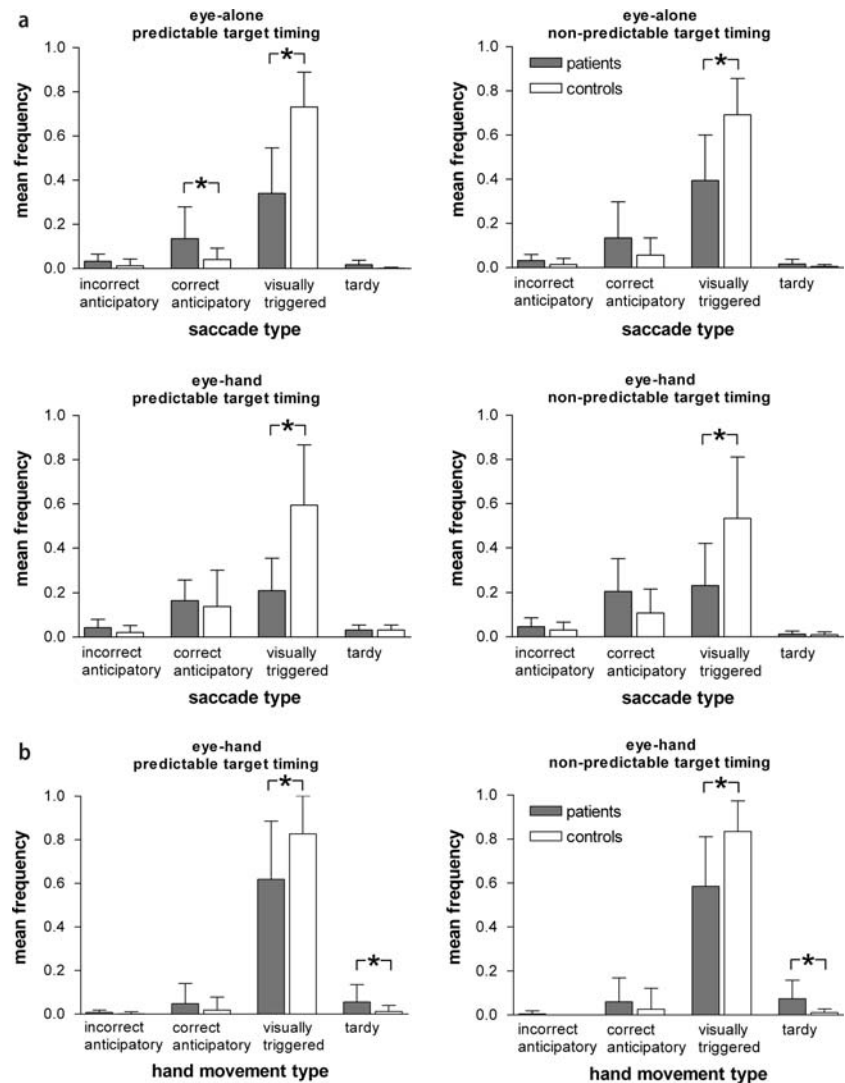 a
eye-alone
predictable target timing
mean frequency
1.0
0.8
0.6
0.4
0.2
0.0
*
*
incorrect anticipatory
correct anticipatory
visually triggered
tardy
saccade type
eye-alone
non-predictable target timing
patients
controls
mean frequency
1.0
0.8
0.6
0.4
0.2
0.0
*
incorrect anticipatory
correct anticipatory
visually triggered
tardy
saccade type
eye-hand
predictable target timing
mean frequency
1.0
0.8
0.6
0.4
0.2
0.0
*
incorrect anticipatory
correct anticipatory
visually triggered
tardy
saccade type
eye-hand
non-predictable target timing
mean frequency
1.0
0.8
0.6
0.4
0.2
0.0
*
incorrect anticipatory
correct anticipatory
visually triggered
tardy
saccade type
b
eye-hand
predictable target timing
mean frequency
1.0
0.8
0.6
0.4
0.2
0.0
*
*
incorrect anticipatory
correct anticipatory
visually triggered
tardy
hand movement type
eye-hand
non-predictable target timing
patients
controls
mean frequency
1.0
0.8
0.6
0.4
0.2
0.0
*
*
incorrect anticipatory
correct anticipatory
visually triggered
tardy
hand movement type